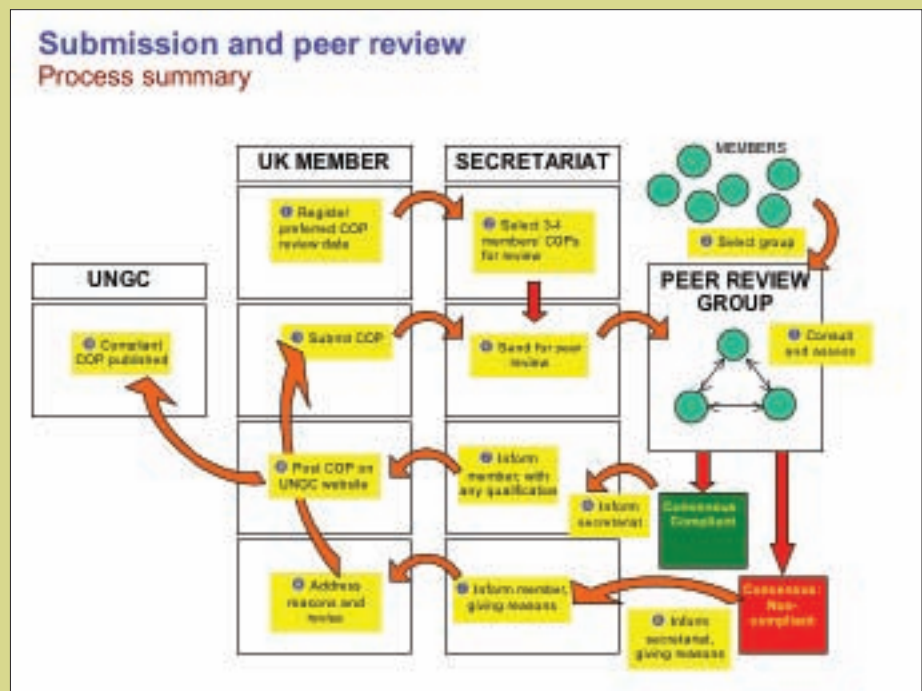 Submission and peer review
Process summary
UK MEMBER
SECRETARIAT
MEMBERS
Register
preferred COP
review date
Select 3-4
members' COPs
for review
Select group
UNGC
PEER REVIEW
GROUP
Compliant
COP published
Submit COP
Send for peer
review
Consult
and assess
Post COP on
UNGC website
Inform
member, with
any qualification
Inform
secretariat
Consensus:
Compliant
Address
reasons and
revise
Inform member,
giving reasons
Inform
secretariat,
giving reasons
Consensus:
Non-
compliant